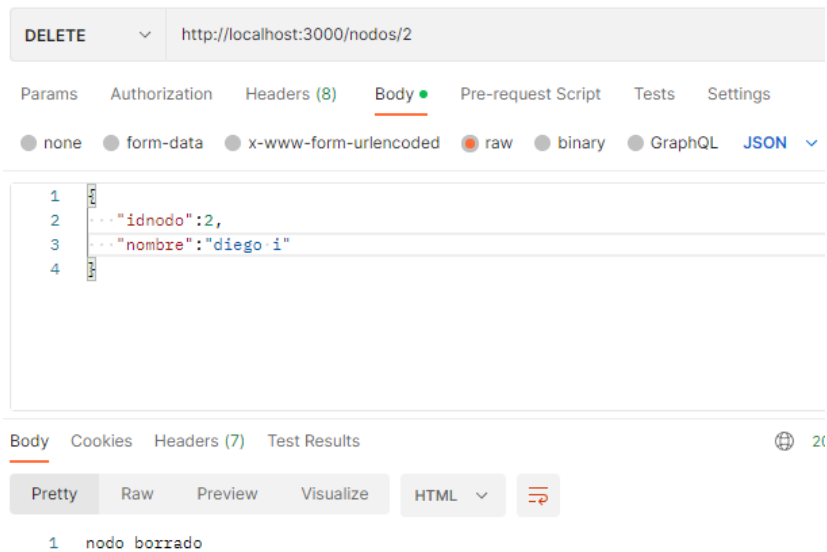 DELETE http://localhost:3000/nodos/2
Params Authorization Headers (8) Body Pre-request Script Tests Settings
none form-data x-www-form-urlencoded raw binary GraphQL JSON
1 {
2 "idnodo":2,
3 "nombre":"diego i"
4 }
Body Cookies Headers (7) Test Results
Pretty Raw Preview Visualize HTML
1 nodo borrado